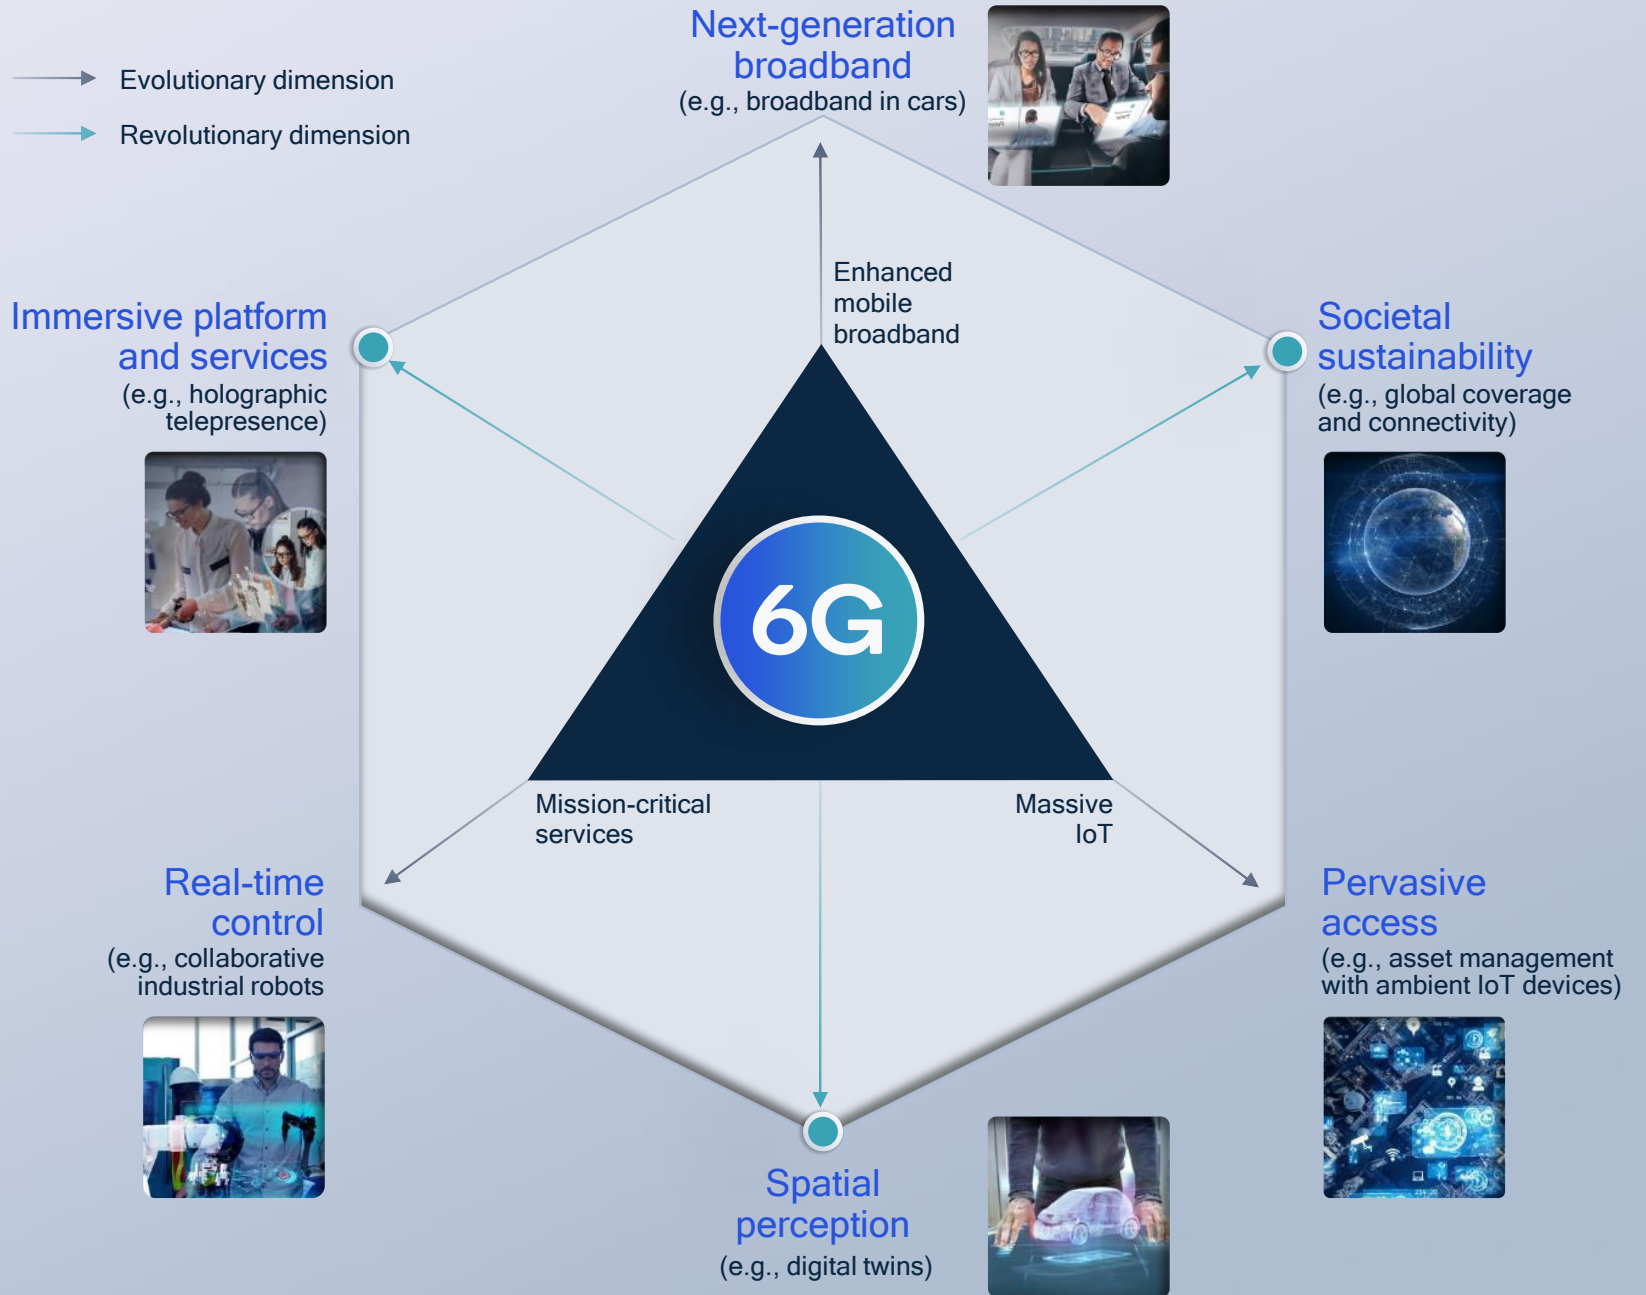 Next-generation
broadband
(e.g., broadband in cars)
Evolutionary dimension
Revolutionary dimension
Enhanced
mobile
broadband
Immersive platform
and services
(e.g., holographic
telepresence)
Societal
sustainability
(e.g., global coverage
and connectivity)
6G
Mission-critical
services
Massive
IoT
Real-time
control
(e.g., collaborative
industrial robots
Pervasive
access
(e.g., asset management
with ambient IoT devices)
Spatial
perception
(e.g., digital twins)